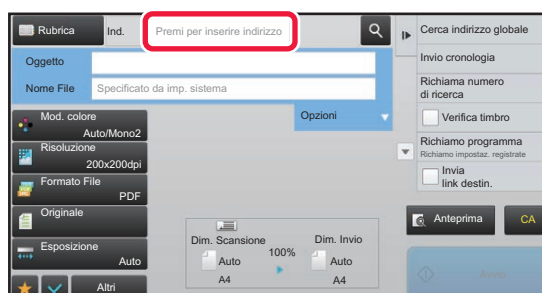 Rubrica
Ind.
Premi per inserire indirizzo
Cerca indirizzo globale
Oggetto
Invio cronologia
Nome File
Specificato da imp. sistema
Richiama numero
di ricerca
Mod. colore
Auto/Mono2
Opzioni
Verifica timbro
Risoluzione
200x200dpi
Richiamo programma
Richiamo impostaz. registrate
Formato File
PDF
Invia
link destin.
Originale
Anteprima
CA
Esposizione
Auto
Dim. Scansione
100%
Dim. Invio
Auto
Auto
A4
A4
Avvio
Altri